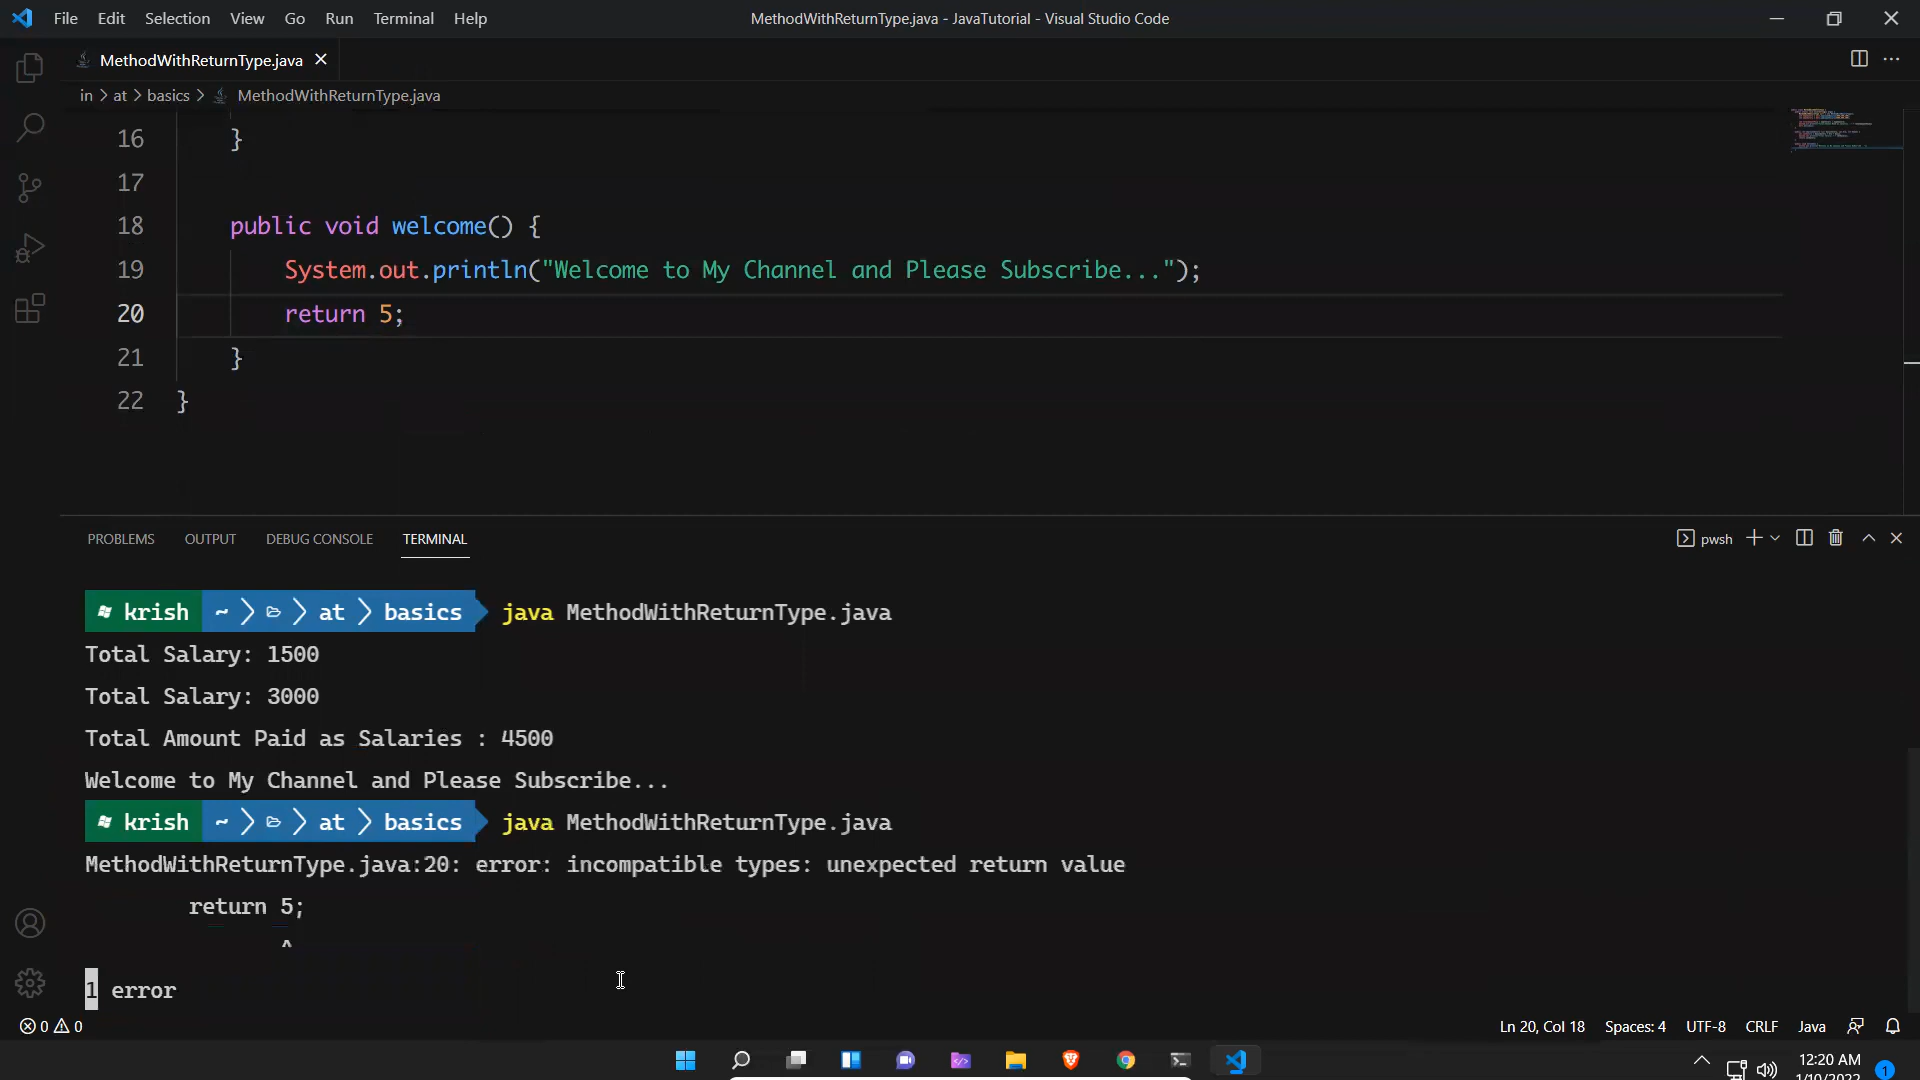 File Edit Selection View Go Run Terminal Help MethodWithReturnType.java - JavaTutorial - Visual Studio Code
MethodWithReturnType.java
in > at > basics > MethodWithReturnType.java
16 }
17
18 public void welcome() {
19 System.out.println("Welcome to My Channel and Please Subscribe...");
20 return 5;
21 }
22 }
PROBLEMS OUTPUT DEBUG CONSOLE TERMINAL pwsh
krish ~ at basics java MethodWithReturnType.java
Total Salary: 1500
Total Salary: 3000
Total Amount Paid as Salaries : 4500
Welcome to My Channel and Please Subscribe...
krish ~ at basics java MethodWithReturnType.java
MethodWithReturnType.java:20: error: incompatible types: unexpected return value
return 5;
^
1 error
0 0 Ln 20, Col 18 Spaces: 4 UTF-8 CRLF Java
12:20 AM
1/10/2022 1